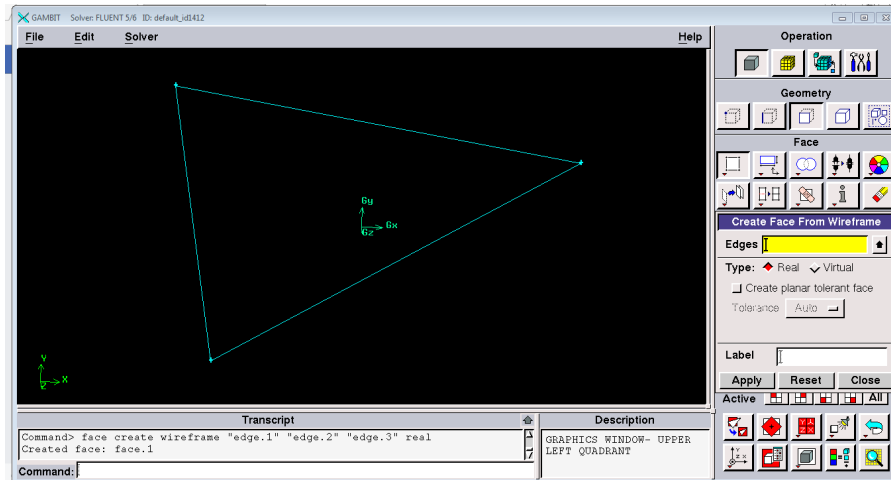 GAMBIT Solver: FLUENT 5/6 ID: default_id1412
File Edit Solver Help
Operation
Geometry
Face
Create Face From Wireframe
Edges
Type: Real Virtual
Create planar tolerant face
Tolerance Auto
Label
Apply Reset Close
Active All
Gy
Gx
Gz
Y
X
Z
Transcript
Command> face create wireframe "edge.1" "edge.2" "edge.3" real
Created face: face.1
Command:
Description
GRAPHICS WINDOW- UPPER
LEFT QUADRANT